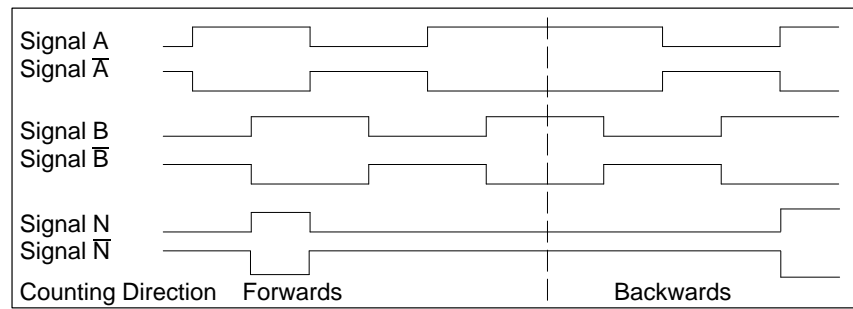 Signal A
Signal A̅
Signal B
Signal B̅
Signal N
Signal N̅
Counting Direction Forwards Backwards